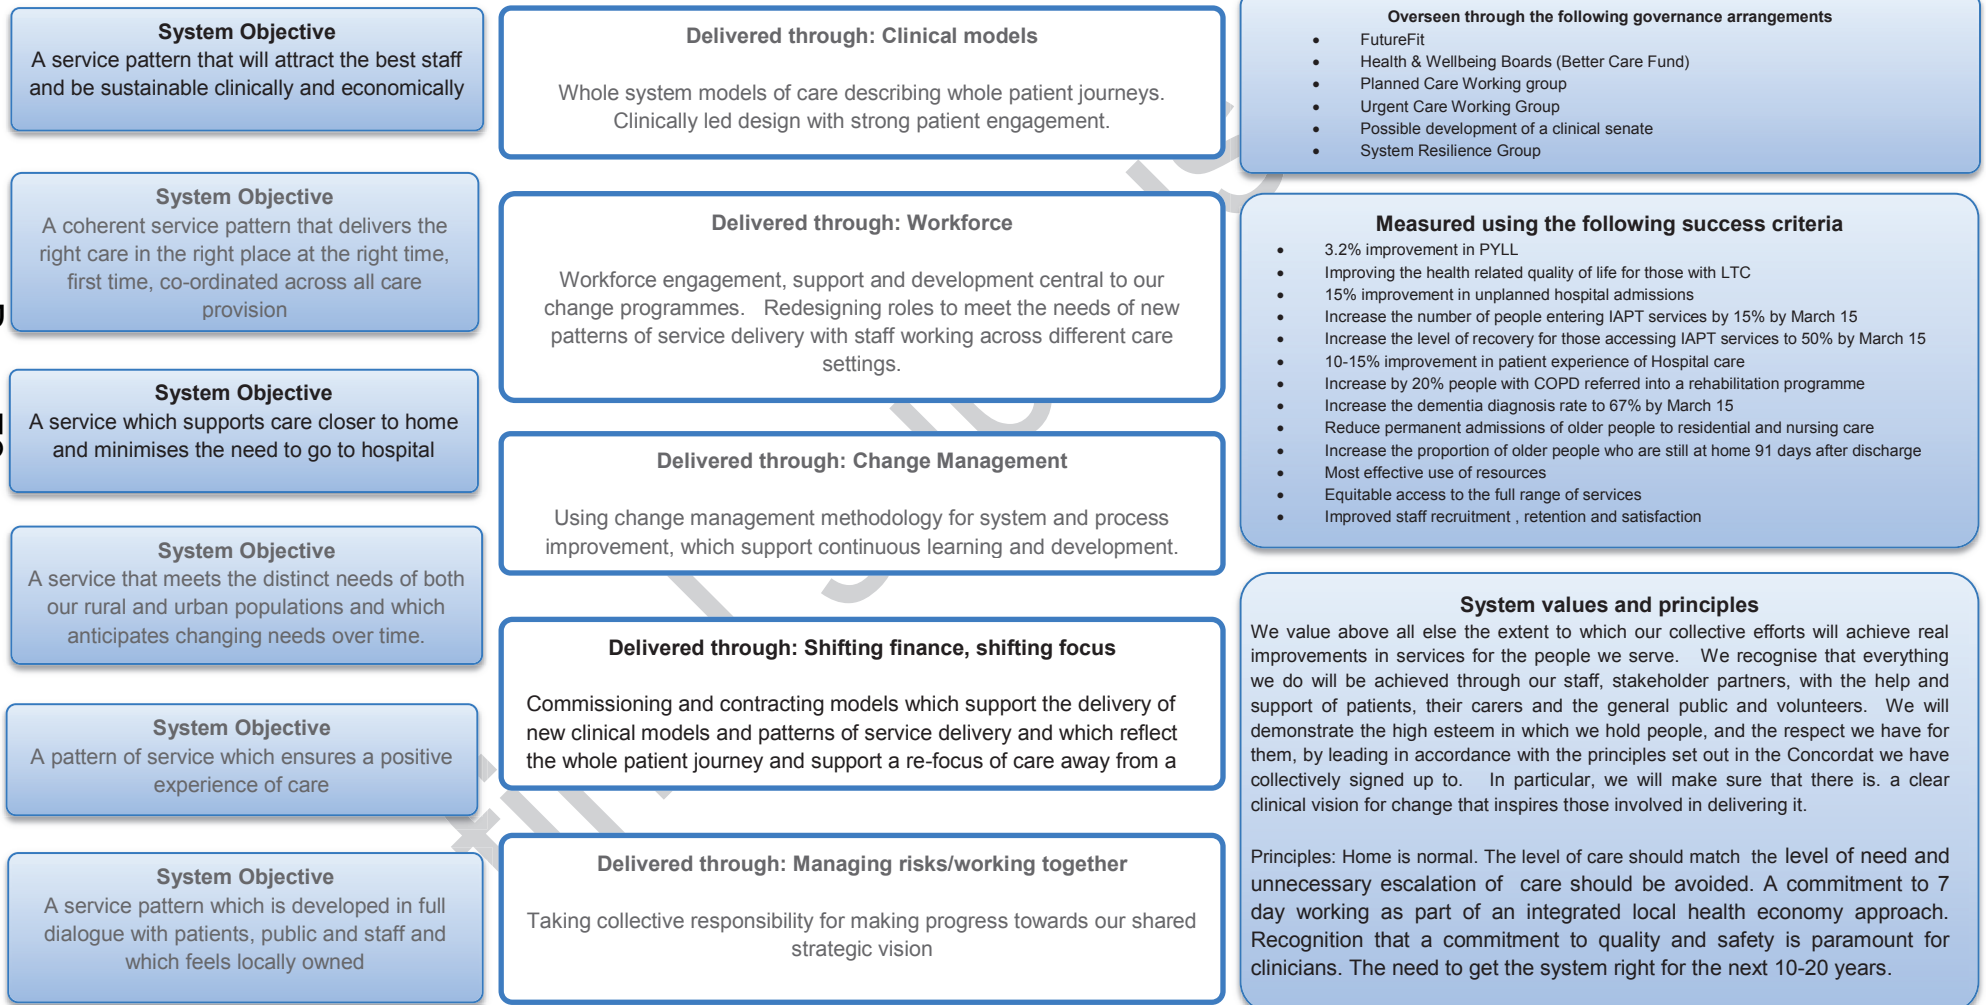 System Objective
A service pattern that will attract the best staff
and be sustainable clinically and economically
System Objective
A coherent service pattern that delivers the
right care in the right place at the right time,
first time, co-ordinated across all care
provision
System Objective
A service which supports care closer to home
and minimises the need to go to hospital
System Objective
A service that meets the distinct needs of both
our rural and urban populations and which
anticipates changing needs over time.
System Objective
A pattern of service which ensures a positive
experience of care
System Objective
A service pattern which is developed in full
dialogue with patients, public and staff and
which feels locally owned
Delivered through: Clinical models
Whole system models of care describing whole patient journeys.
Clinically led design with strong patient engagement.
Delivered through: Workforce
Workforce engagement, support and development central to our
change programmes. Redesigning roles to meet the needs of new
patterns of service delivery with staff working across different care
settings.
Delivered through: Change Management
Using change management methodology for system and process
improvement, which support continuous learning and development.
Delivered through: Shifting finance, shifting focus
Commissioning and contracting models which support the delivery of
new clinical models and patterns of service delivery and which reflect
the whole patient journey and support a re-focus of care away from a
Delivered through: Managing risks/working together
Taking collective responsibility for making progress towards our shared
strategic vision
Overseen through the following governance arrangements
• FutureFit
• Health & Wellbeing Boards (Better Care Fund)
• Planned Care Working group
• Urgent Care Working Group
• Possible development of a clinical senate
• System Resilience Group
Measured using the following success criteria
• 3.2% improvement in PYLL
• Improving the health related quality of life for those with LTC
• 15% improvement in unplanned hospital admissions
• Increase the number of people entering IAPT services by 15% by March 15
• Increase the level of recovery for those accessing IAPT services to 50% by March 15
• 10-15% improvement in patient experience of Hospital care
• Increase by 20% people with COPD referred into a rehabilitation programme
• Increase the dementia diagnosis rate to 67% by March 15
• Reduce permanent admissions of older people to residential and nursing care
• Increase the proportion of older people who are still at home 91 days after discharge
• Most effective use of resources
• Equitable access to the full range of services
• Improved staff recruitment , retention and satisfaction
System values and principles
We value above all else the extent to which our collective efforts will achieve real
improvements in services for the people we serve. We recognise that everything
we do will be achieved through our staff, stakeholder partners, with the help and
support of patients, their carers and the general public and volunteers. We will
demonstrate the high esteem in which we hold people, and the respect we have for
them, by leading in accordance with the principles set out in the Concordat we have
collectively signed up to. In particular, we will make sure that there is. a clear
clinical vision for change that inspires those involved in delivering it.
Principles: Home is normal. The level of care should match the level of need and
unnecessary escalation of care should be avoided. A commitment to 7
day working as part of an integrated local health economy approach.
Recognition that a commitment to quality and safety is paramount for
clinicians. The need to get the system right for the next 10-20 years.